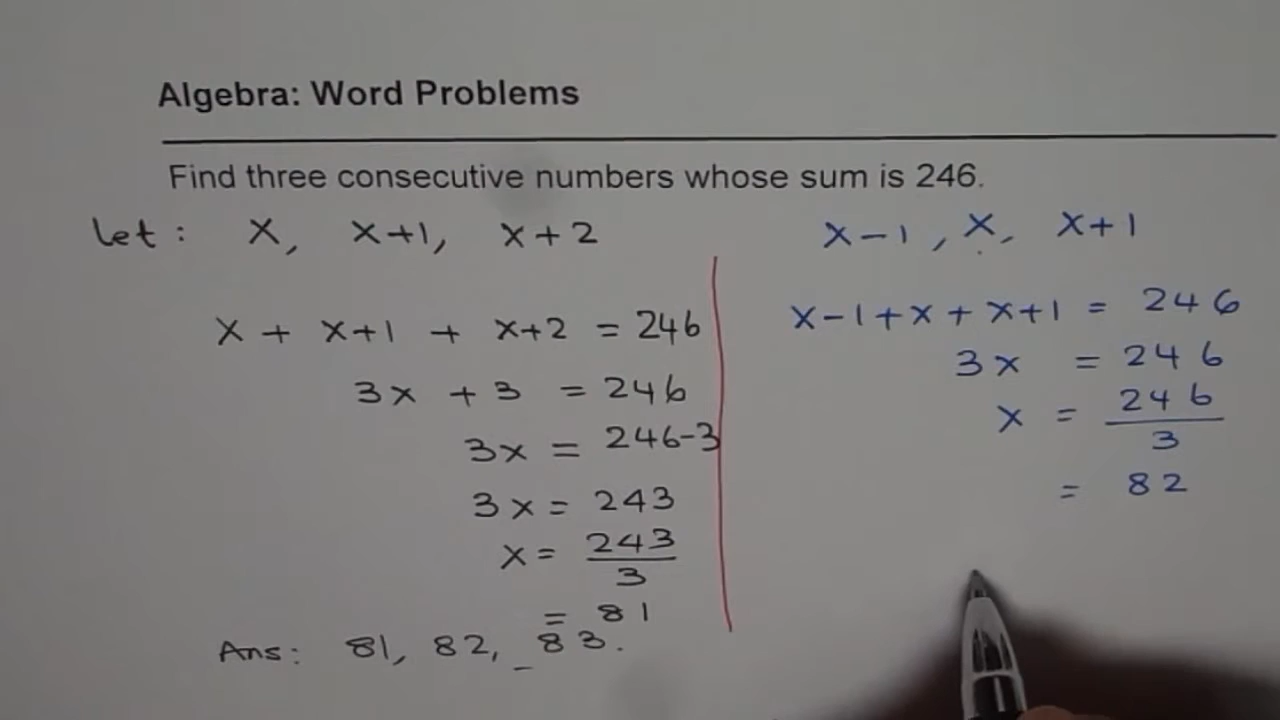 Algebra: Word Problems
Find three consecutive numbers whose sum is 246.
Let : x, x+1, x+2
x + x+1 + x+2 = 246
3x + 3 = 246
3x = 246-3
3x = 243
x = 243/3
= 81
Ans: 81, 82, 83.
x-1, x, x+1
x-1+x+x+1 = 246
3x = 246
x = 246/3
= 82